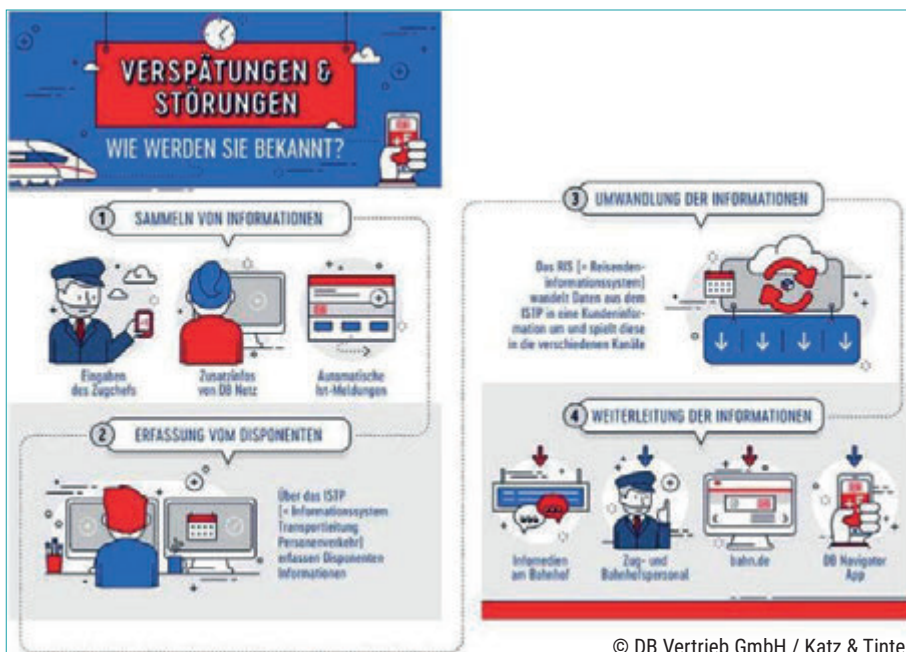 VERSPÄTUNGEN &
STÖRUNGEN
WIE WERDEN SIE BEKANNT?
1
SAMMELN VON INFORMATIONEN
Eingaben
des Zugchefs
Zusatzinfos
von DB Netz
Automatische
Ist-Meldungen
2
ERFASSUNG VOM DISPONENTEN
Über das ISTP
(= Informationssystem
Transportleitung
Personenverkehr)
erfassen Disponenten
Informationen
3
UMWANDLUNG DER INFORMATIONEN
Das RIS (= Reisenden-
informationssystem)
wandelt Daten aus dem
ISTP in eine Kundeninfor-
mation um und spielt diese
in die verschiedenen Kanäle
4
WEITERLEITUNG DER INFORMATIONEN
Infomedien
am Bahnhof
Zug- und
Bahnhofspersonal
bahn.de
DB Navigator
App
© DB Vertrieb GmbH / Katz & Tinte